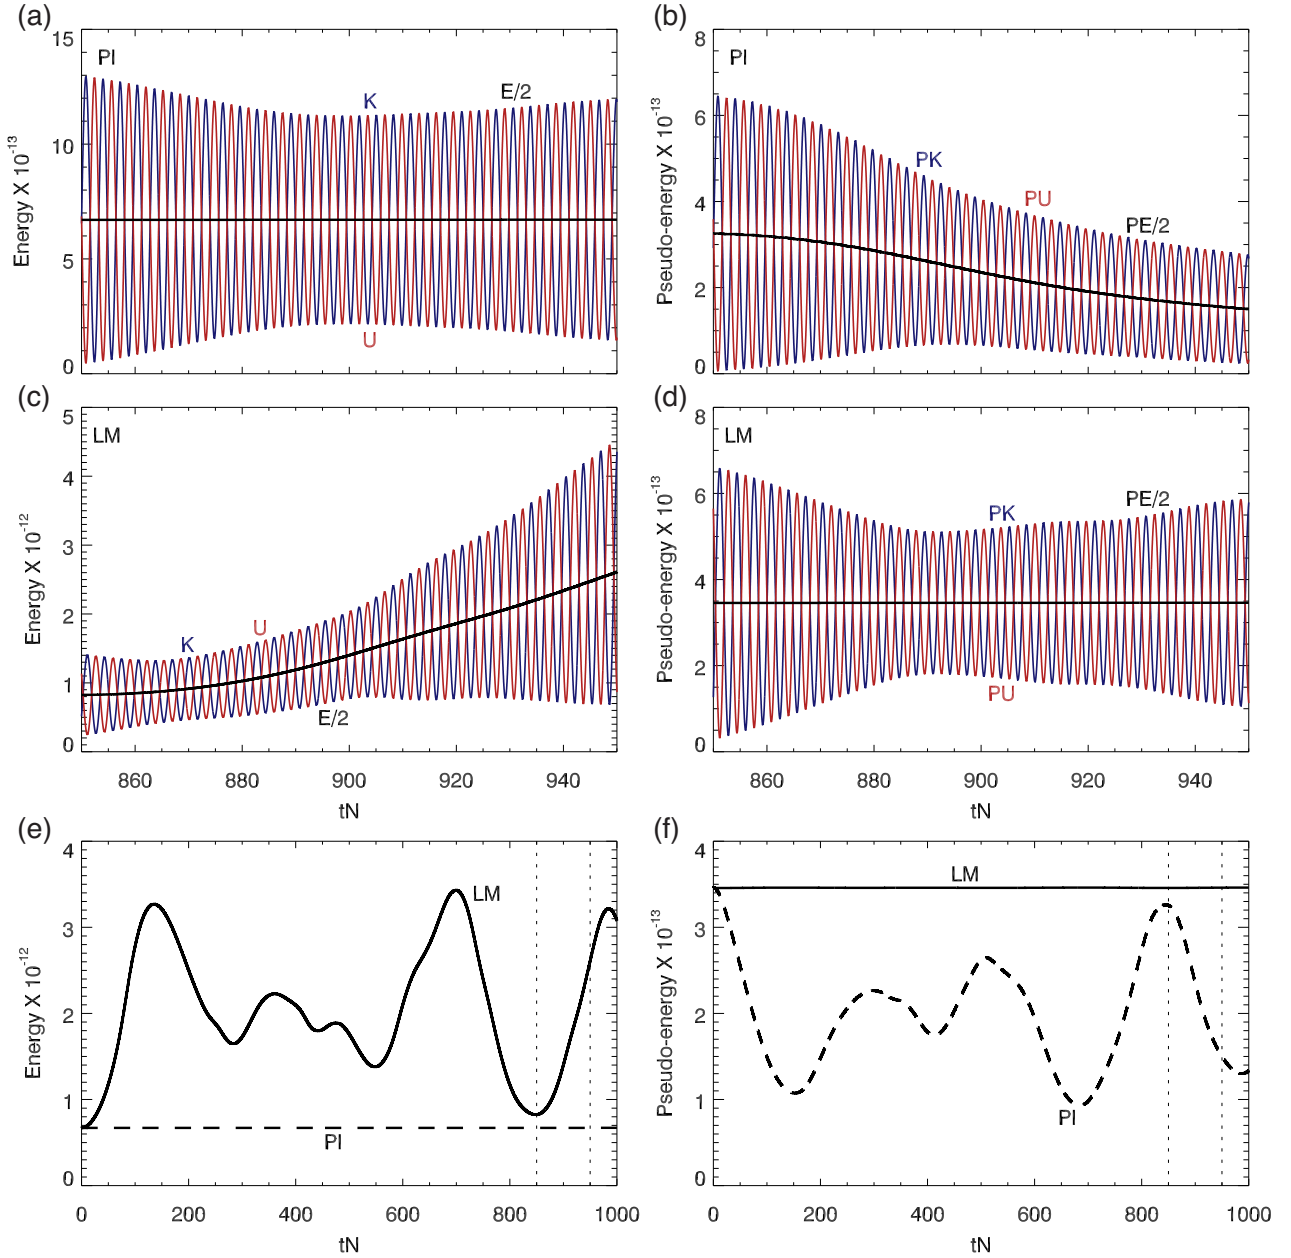 (a)
PI
15
10
5
0
Energy X 10-13
K
E/2
U
(b)
PI
8
6
4
2
0
Pseudo-energy X 10-13
PK
PU
PE/2
(c)
LM
5
4
3
2
1
0
Energy X 10-12
K
U
E/2
860 880 900 920 940
tN
(d)
LM
8
6
4
2
0
Pseudo-energy X 10-13
PK
PE/2
PU
860 880 900 920 940
tN
(e)
4
3
2
1
0
Energy X 10-12
LM
PI
0 200 400 600 800 1000
tN
(f)
4
3
2
1
0
Pseudo-energy X 10-13
LM
PI
0 200 400 600 800 1000
tN